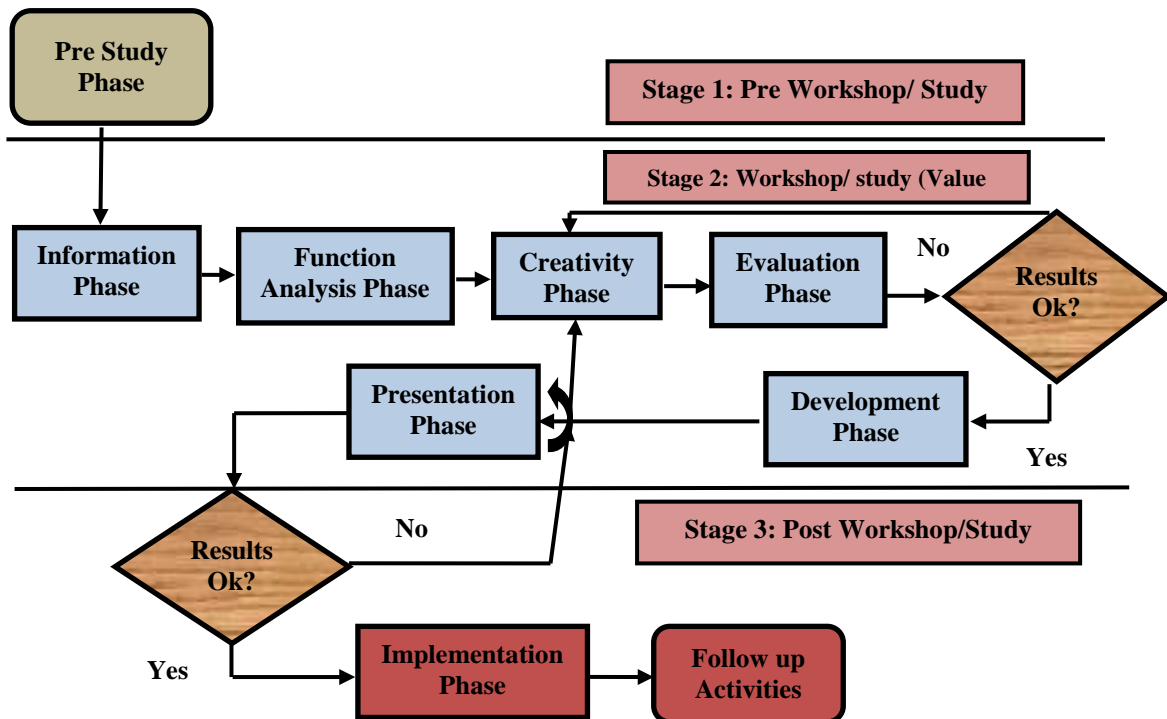 Pre Study
Phase
Stage 1: Pre Workshop/ Study
Stage 2: Workshop/ study (Value
Information
Phase
Function
Analysis Phase
Creativity
Phase
Evaluation
Phase
No
Results
Ok?
Presentation
Phase
Development
Phase
Yes
Stage 3: Post Workshop/Study
Results
Ok?
No
Yes
Implementation
Phase
Follow up
Activities